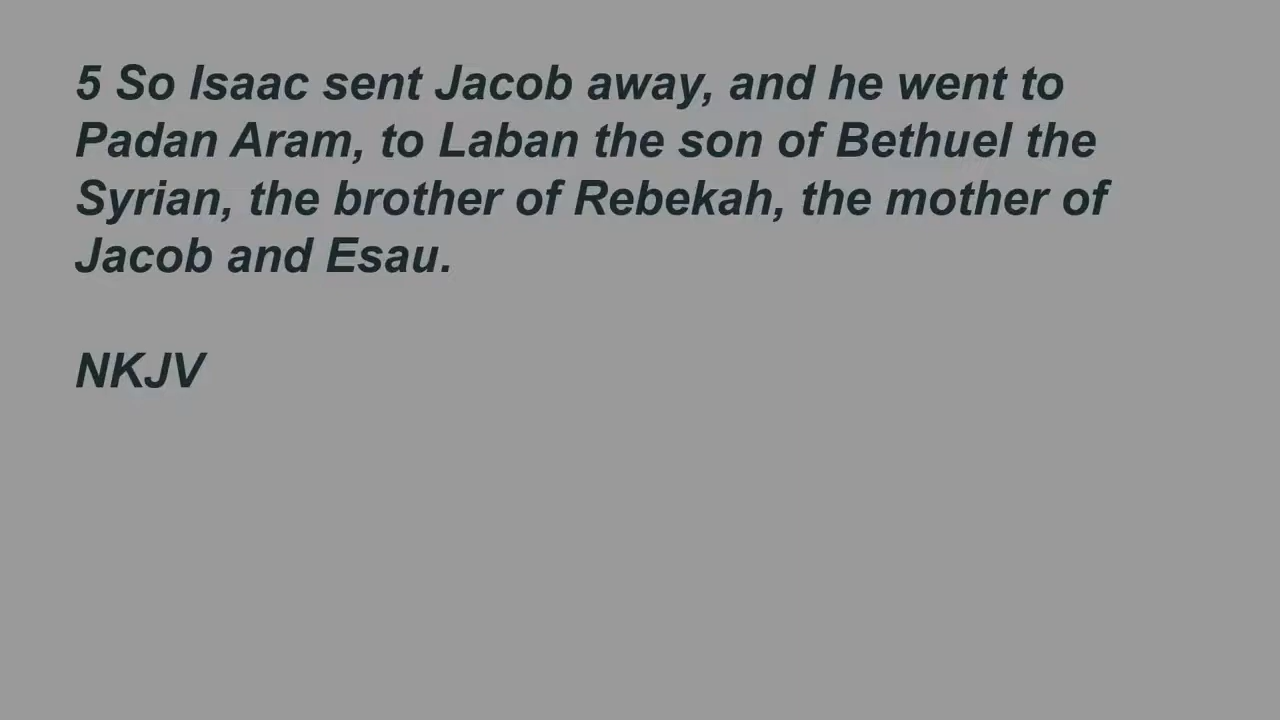 5 So Isaac sent Jacob away, and he went to
Padan Aram, to Laban the son of Bethuel the
Syrian, the brother of Rebekah, the mother of
Jacob and Esau.
NKJV